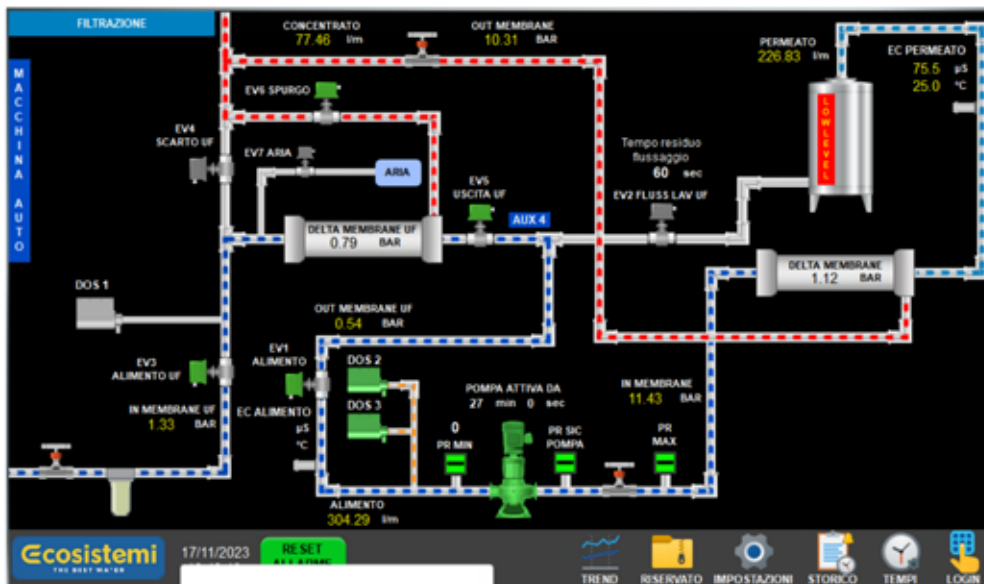 FILTRAZIONE
MACCHINA AUTO
CONCENTRATO
77.46 l/m
OUT MEMBRANE
10.31 BAR
PERMEATO
226.83 l/m
EC PERMEATO
75.5 µS
25.0 °C
EV6 SPURGO
EV4
SCARTO UF
EV7 ARIA
ARIA
EV5
USCITA UF
AUX 4
Tempo residuo
flussaggio
60 sec
EV2 FLUSS LAV UF
LOW LEVEL
DELTA MEMBRANE UF
0.79 BAR
DELTA MEMBRANE
1.12 BAR
DOS 1
OUT MEMBRANE UF
0.54 BAR
EV3
ALIMENTO UF
EV1
ALIMENTO
DOS 2
DOS 3
POMPA ATTIVA DA
27 min 0 sec
IN MEMBRANE
11.43 BAR
IN MEMBRANE UF
1.33 BAR
EC ALIMENTO
µS
°C
0
PR MIN
PR SIC
POMPA
PR
MAX
ALIMENTO
304.29 l/m
Ecosistemi
THE BEST WATER
17/11/2023
RESET
ALLARME
TREND
RISERVATO
IMPOSTAZIONI
STORICO
TEMPI
LOGIN